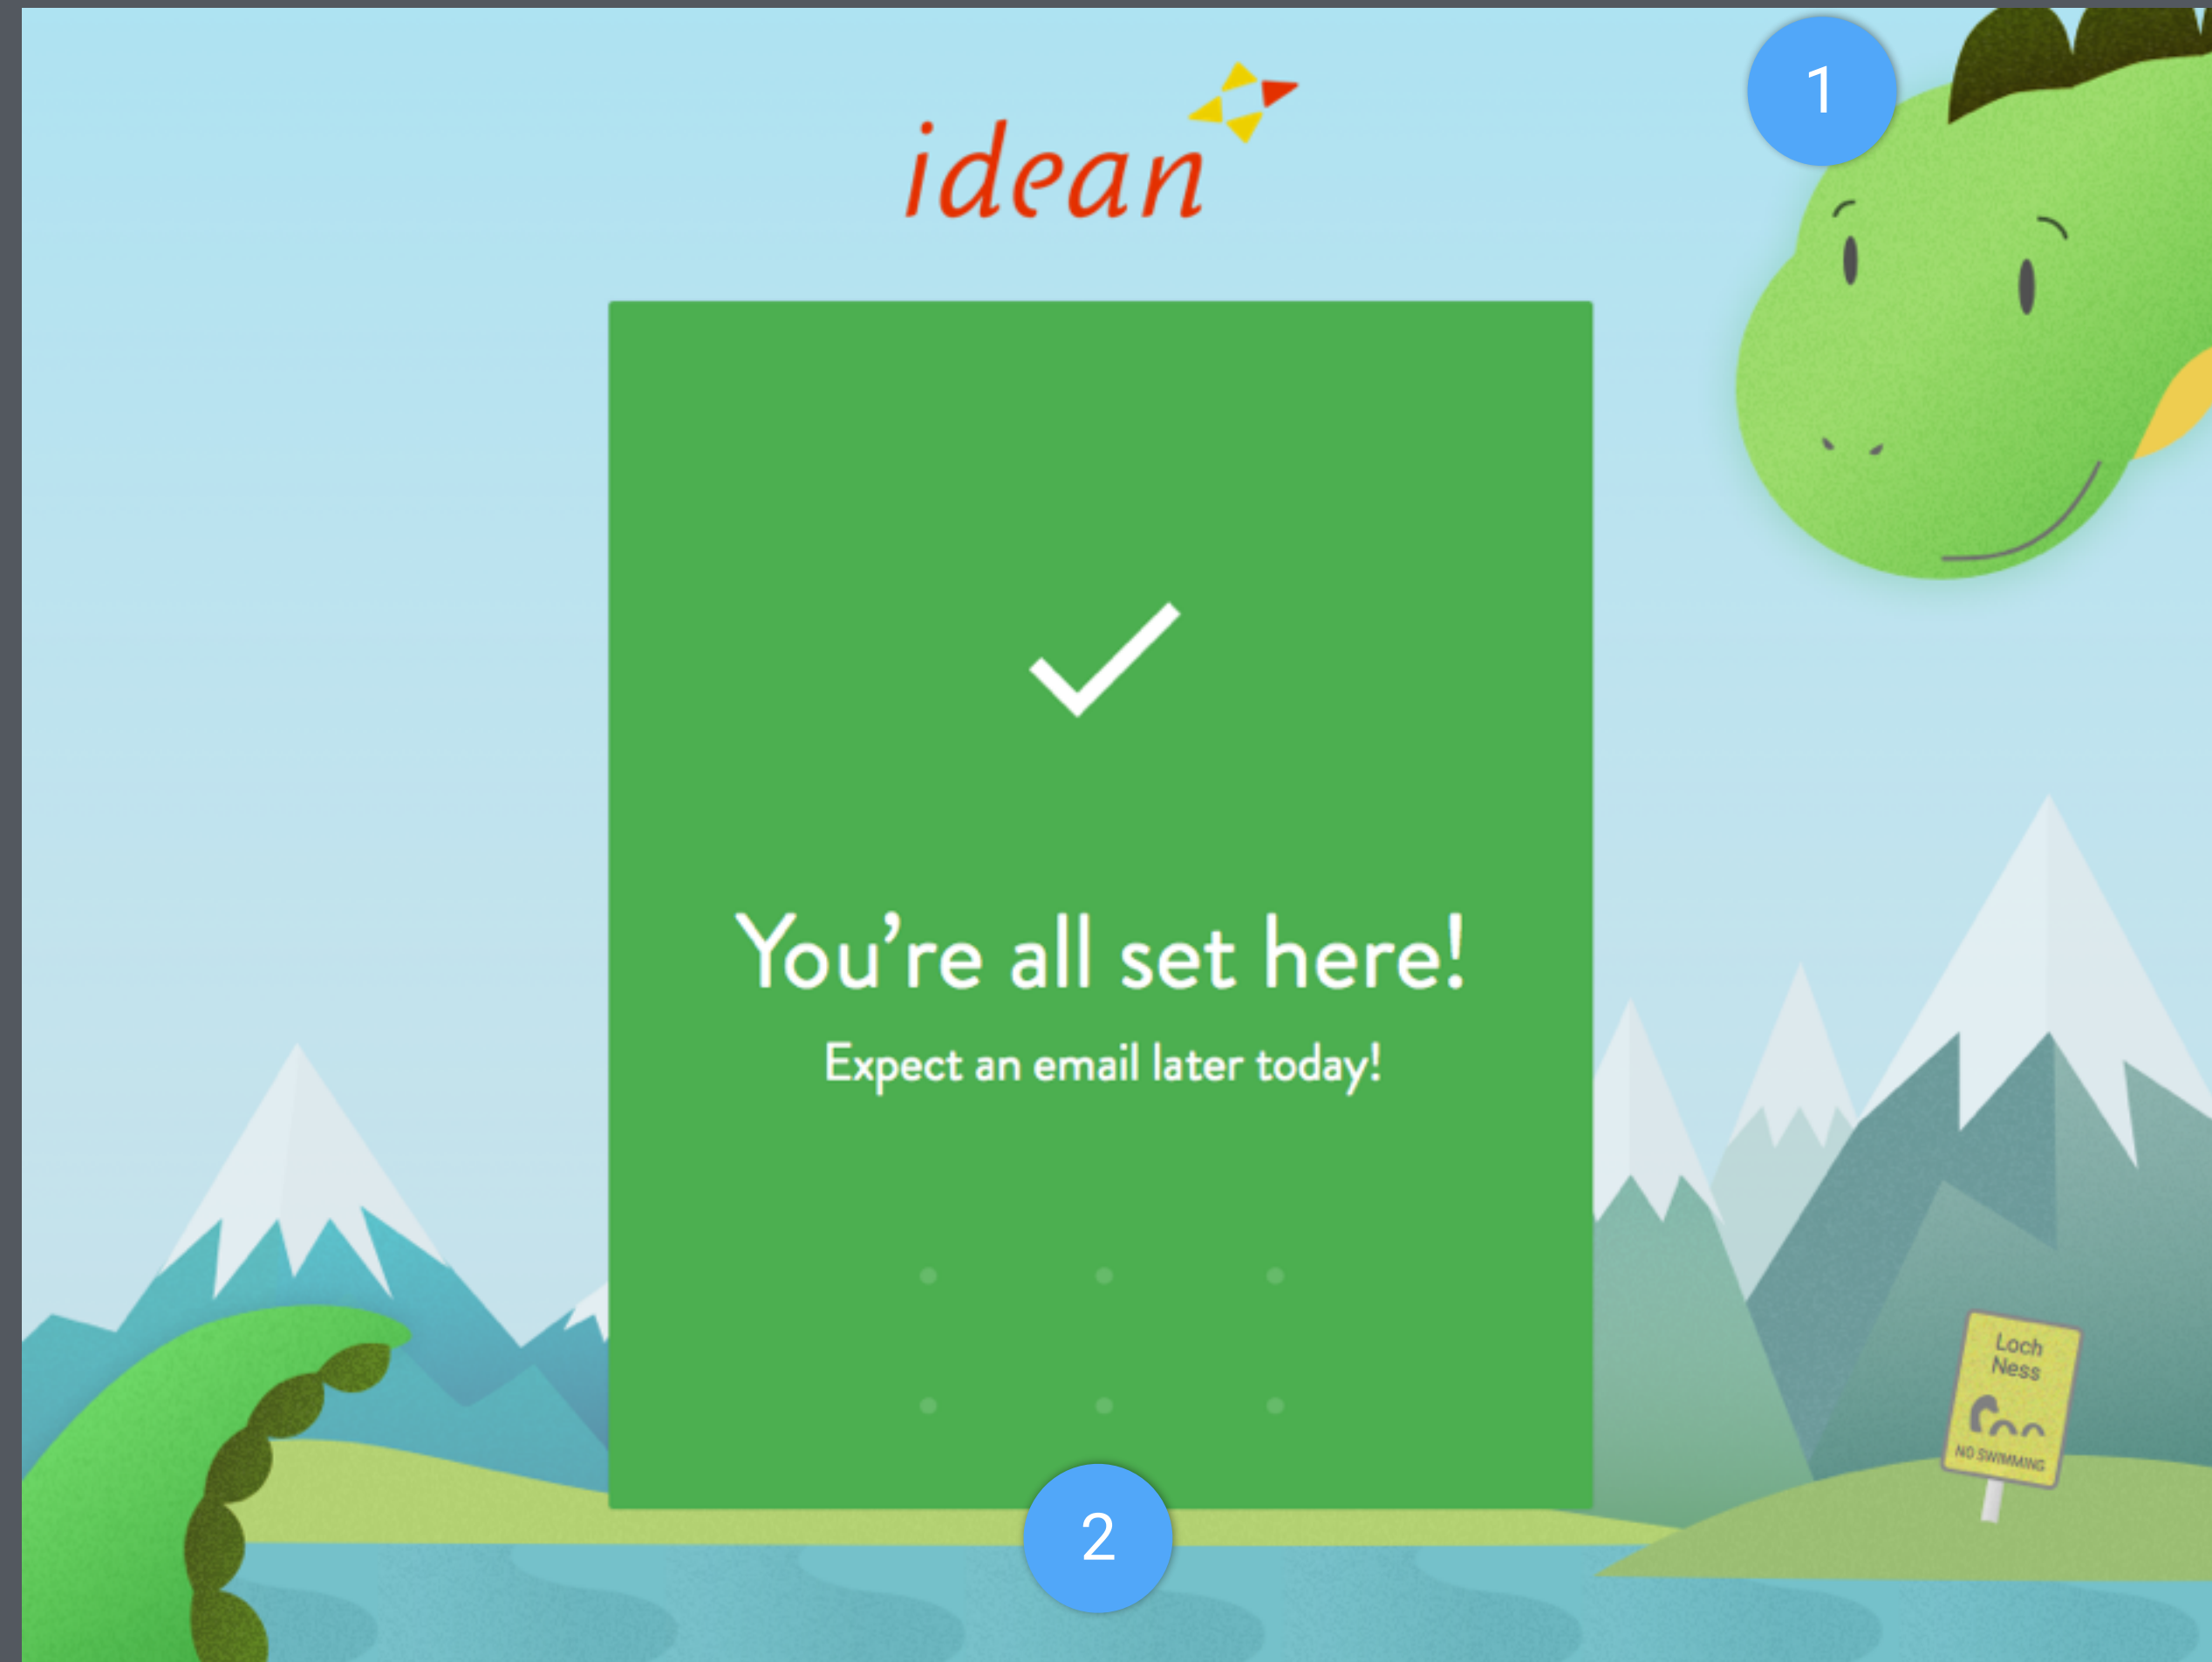 1
idean
You’re all set here!
Expect an email later today!
Loch
Ness
NO SWIMMING
2